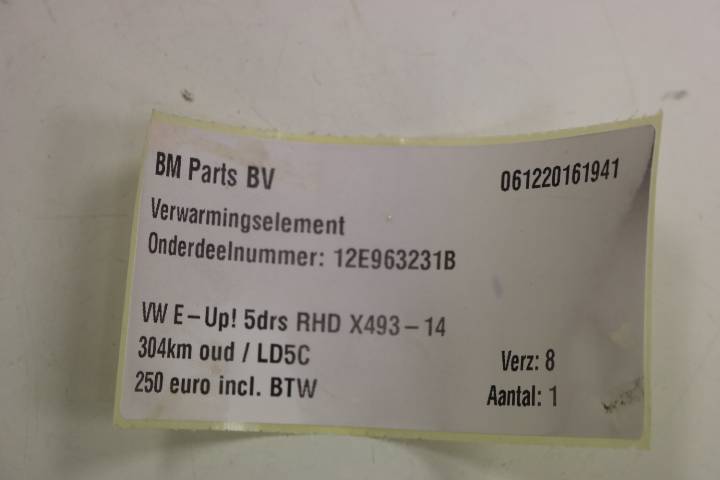 BM Parts BV 061220161941
Verwarmingselement
Onderdeelnummer: 12E963231B
VW E-Up! 5drs RHD X493-14
304km oud / LD5C Verz: 8
250 euro incl. BTW Aantal: 1